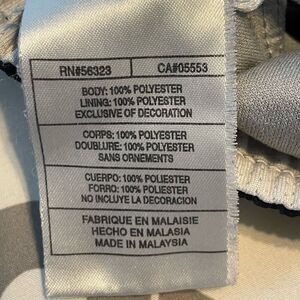 RN#56323 CA#05553
BODY: 100% POLYESTER
LINING: 100% POLYESTER
EXCLUSIVE OF DECORATION
CORPS: 100% POLYESTER
DOUBLURE: 100% POLYESTER
SANS ORNEMENTS
CUERPO: 100% POLIESTER
FORRO: 100% POLIESTER
NO INCLUYE LA DECORACION
FABRIQUE EN MALAISIE
HECHO EN MALASIA
MADE IN MALAYSIA